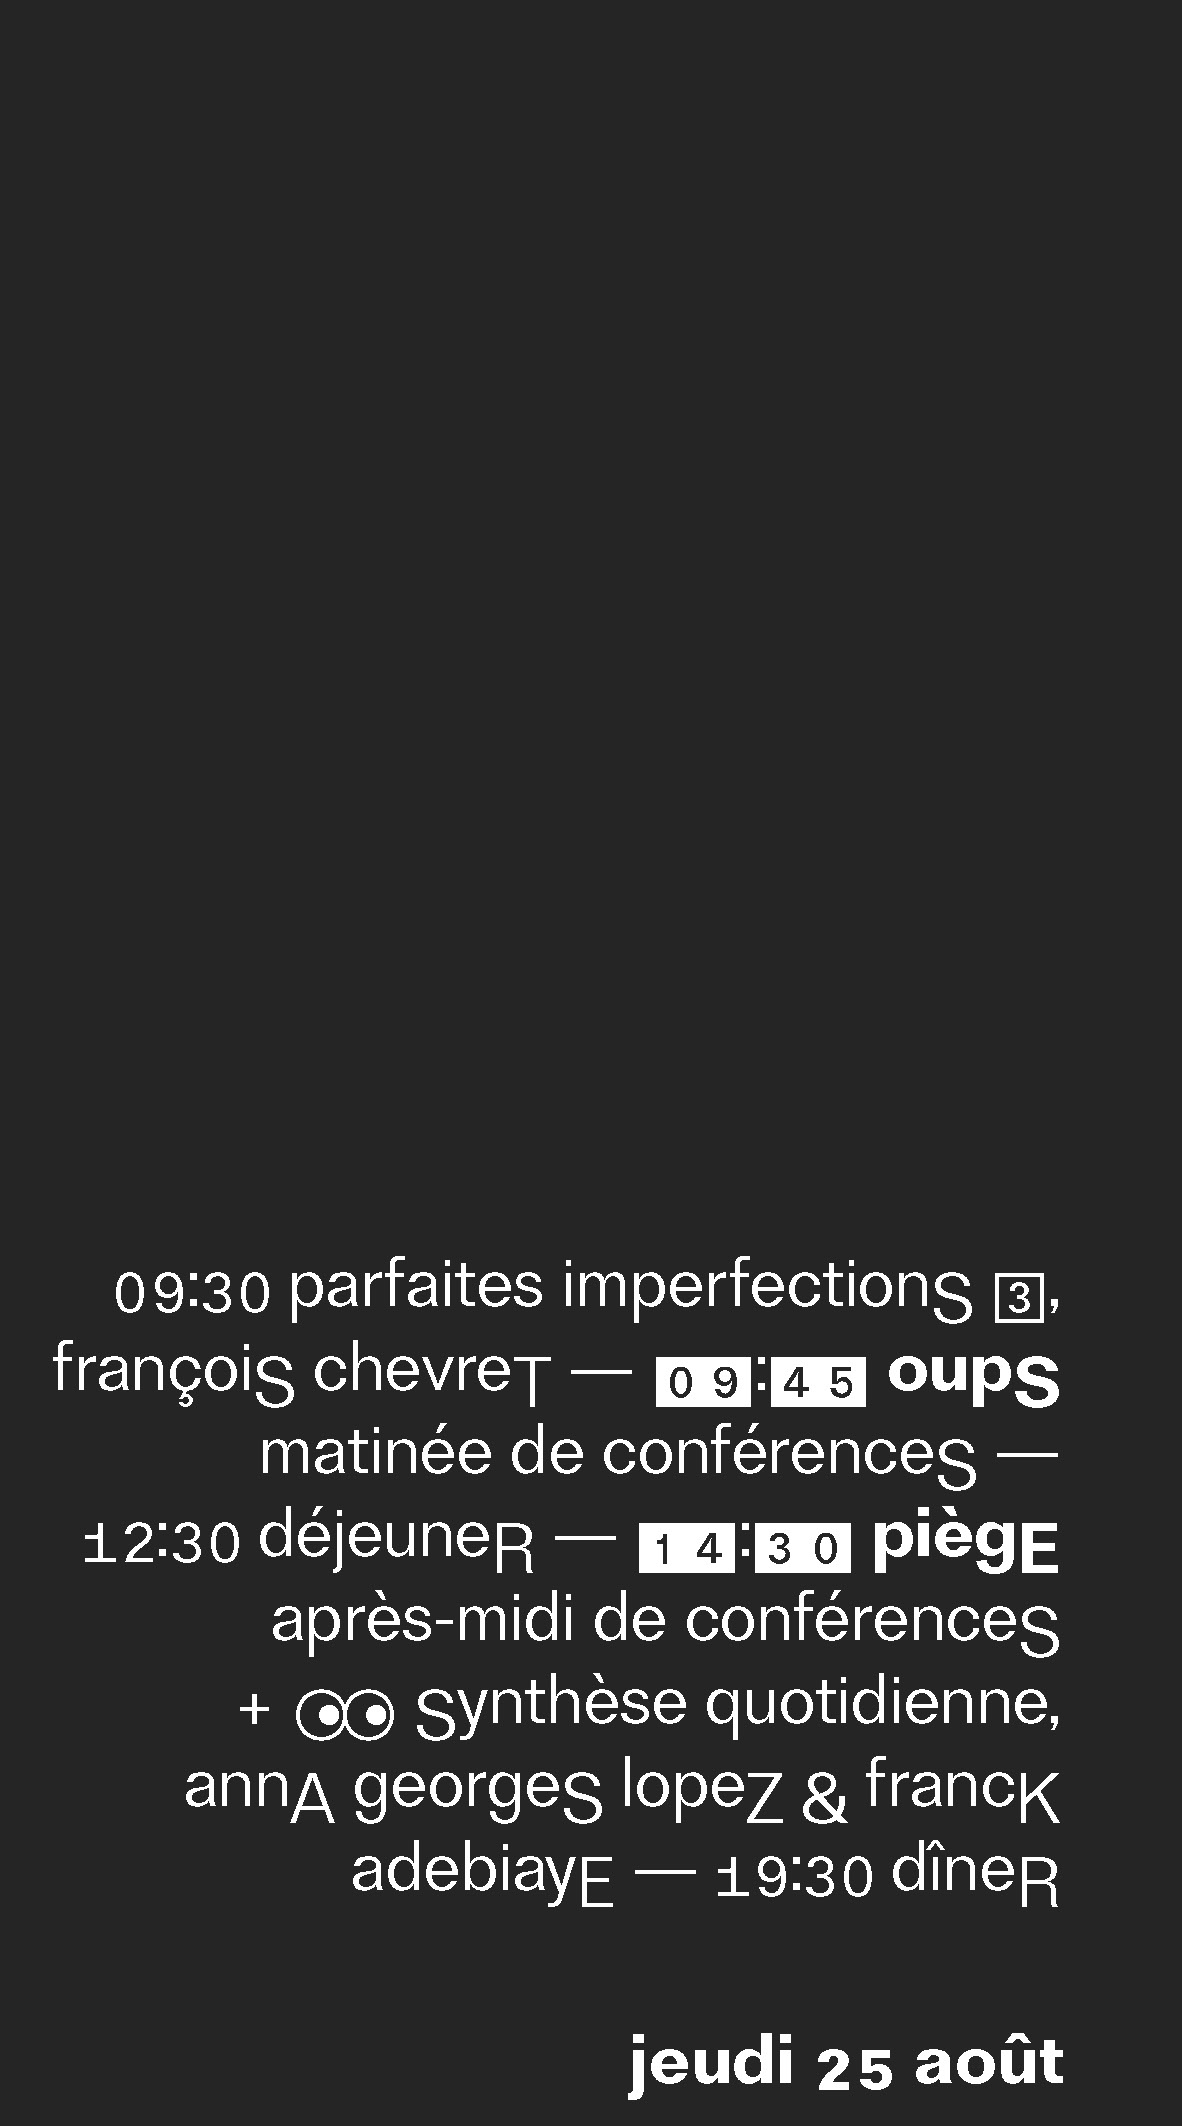 09:30 parfaites imperfectionS 3,
françoiS chevreT — 09:45 oupS
matinée de conférenceS —
12:30 déjeuneR — 14:30 piègE
après-midi de conférenceS
+ 👀 Synthèse quotidienne,
annA georgeS lopeZ & francK
adebiayE — 19:30 dîneR
jeudi 25 août